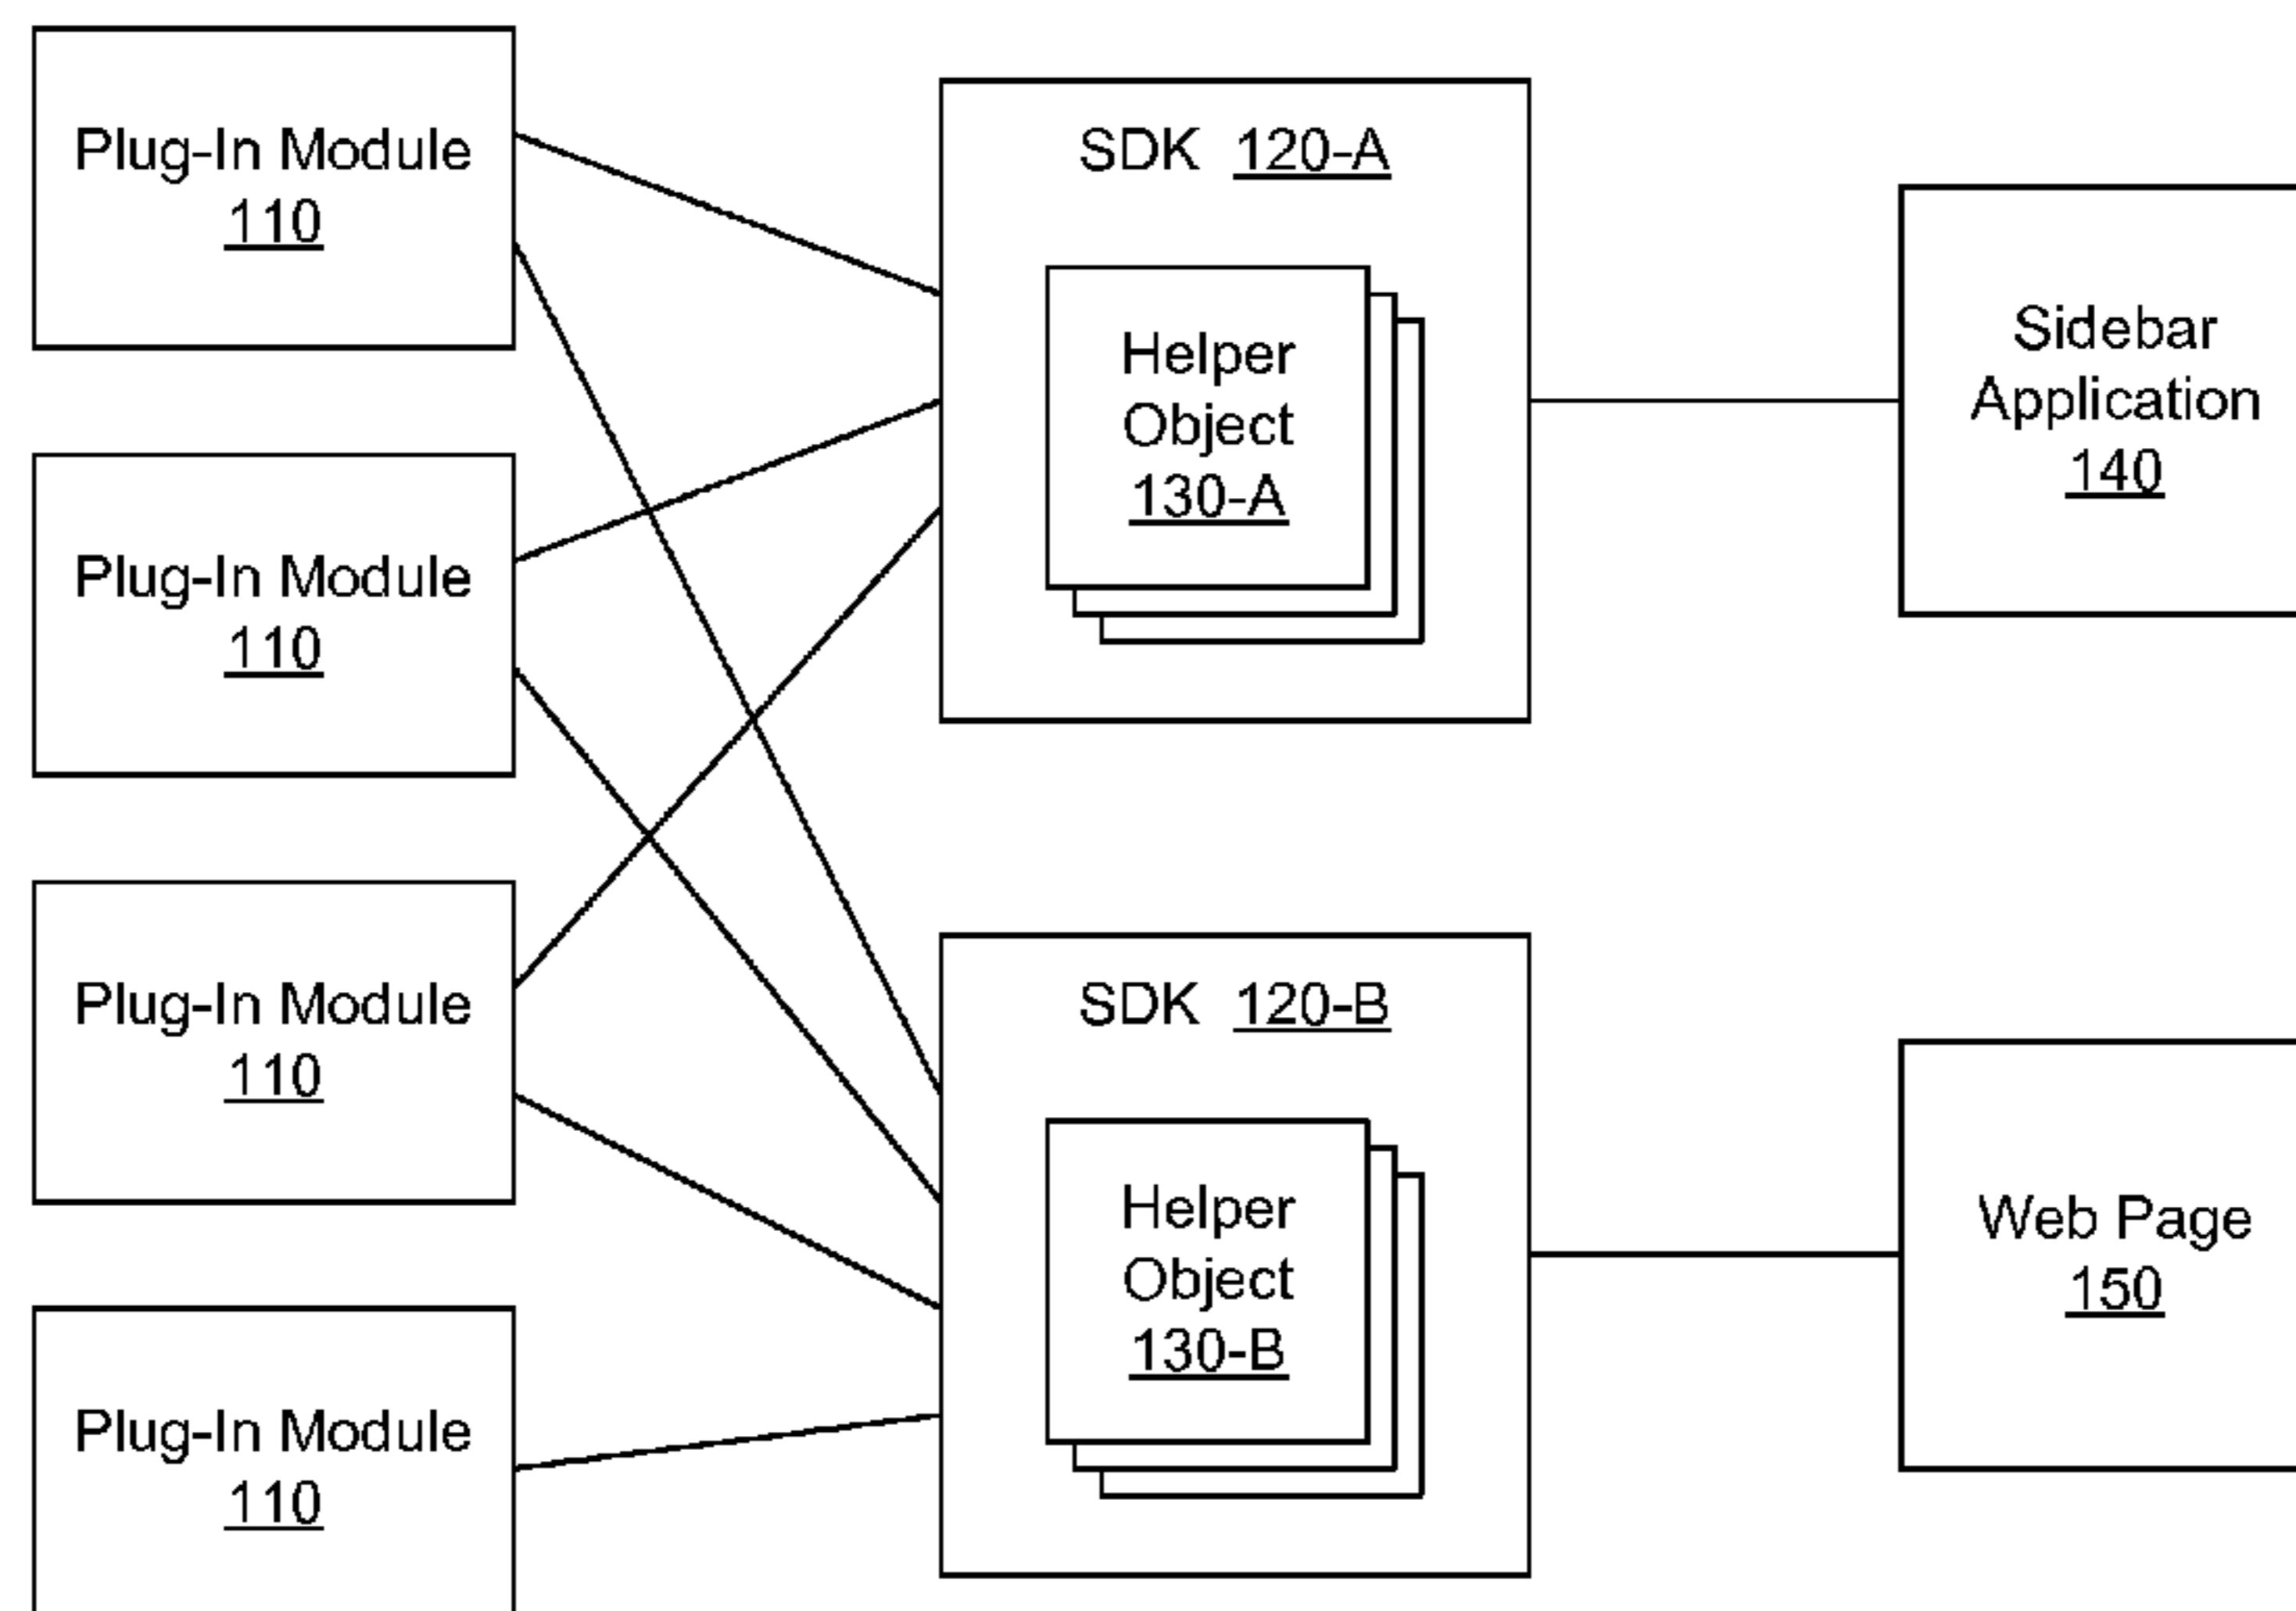 Plug-In Module
110
Plug-In Module
110
Plug-In Module
110
Plug-In Module
110
SDK 120-A
Helper
Object
130-A
SDK 120-B
Helper
Object
130-B
Sidebar
Application
140
Web Page
150